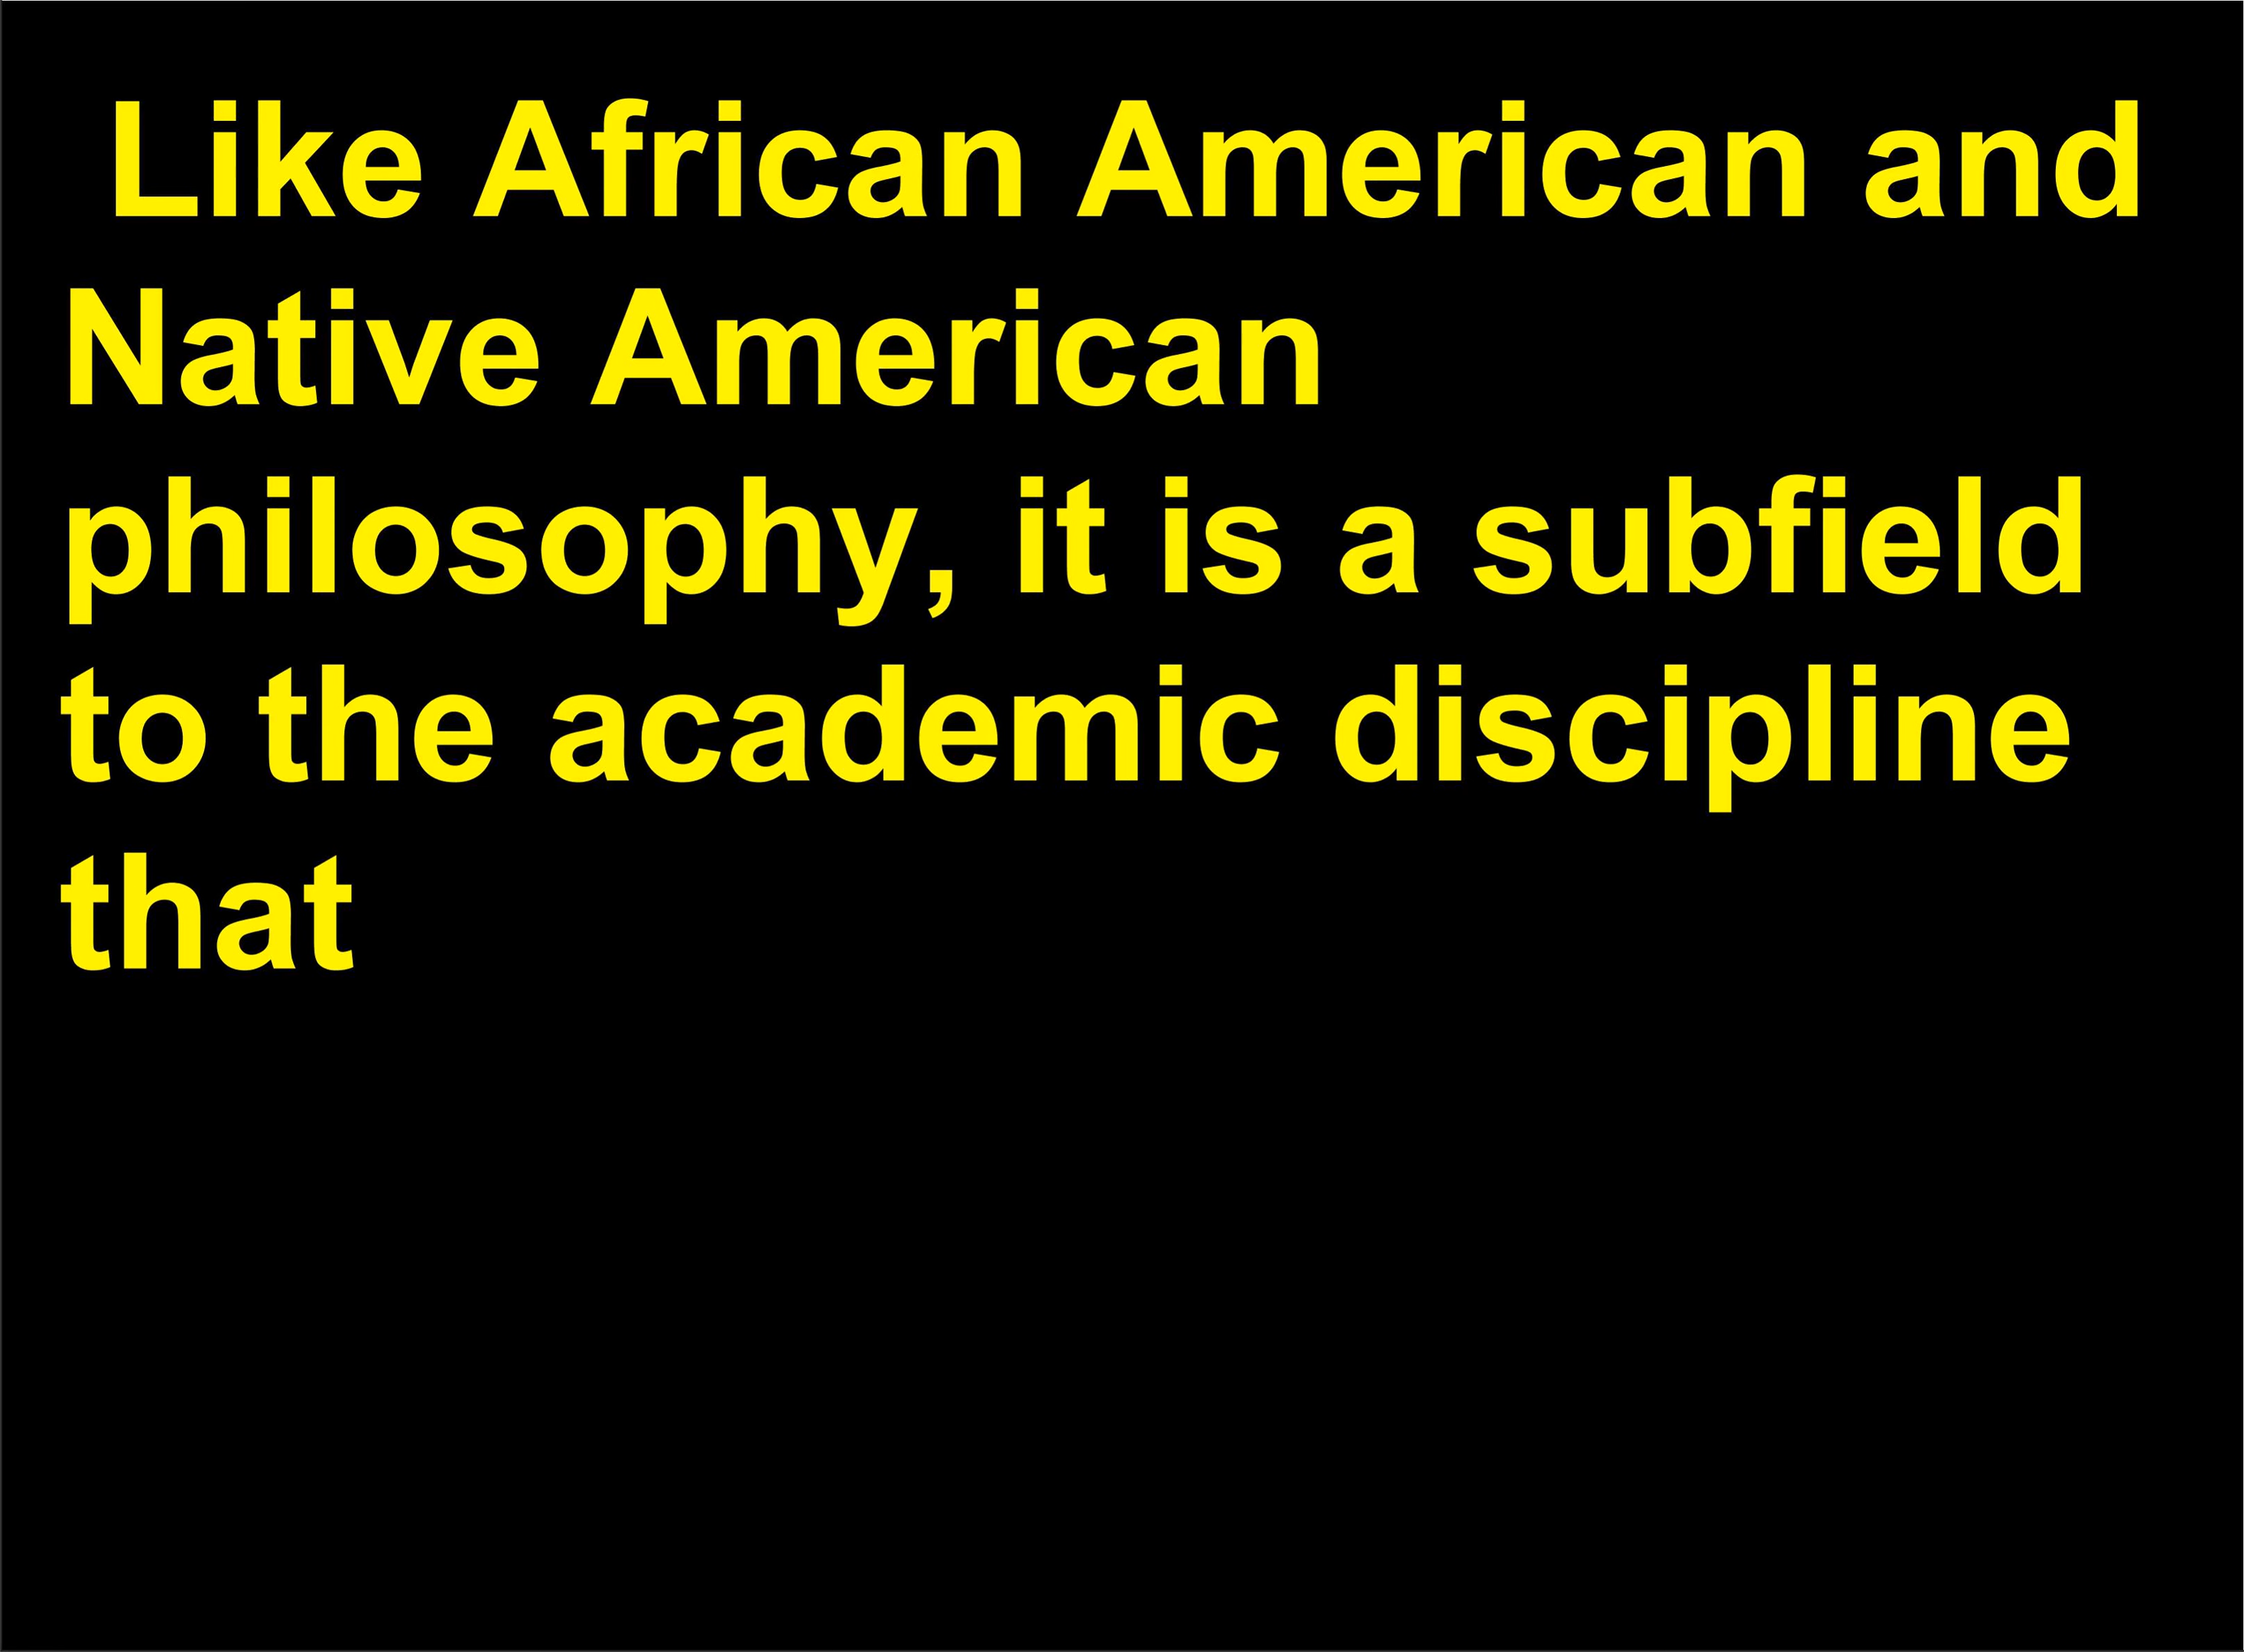 Like African American and
Native American
philosophy, it is a subfield
to the academic discipline
that